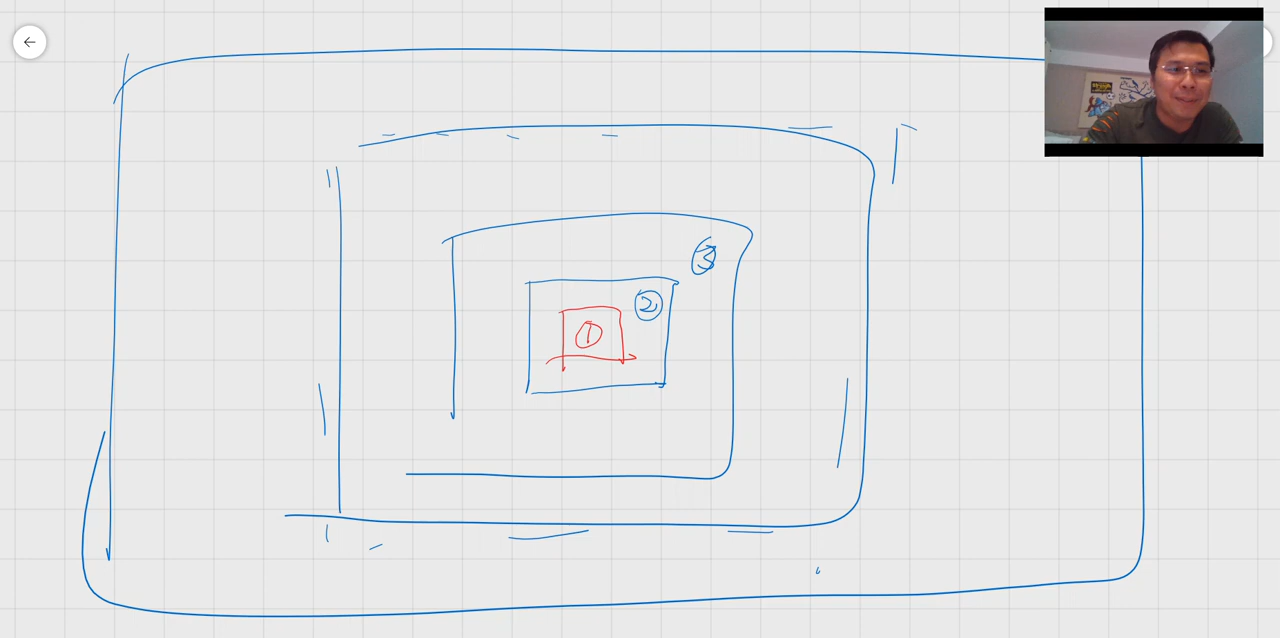 ③
②
①